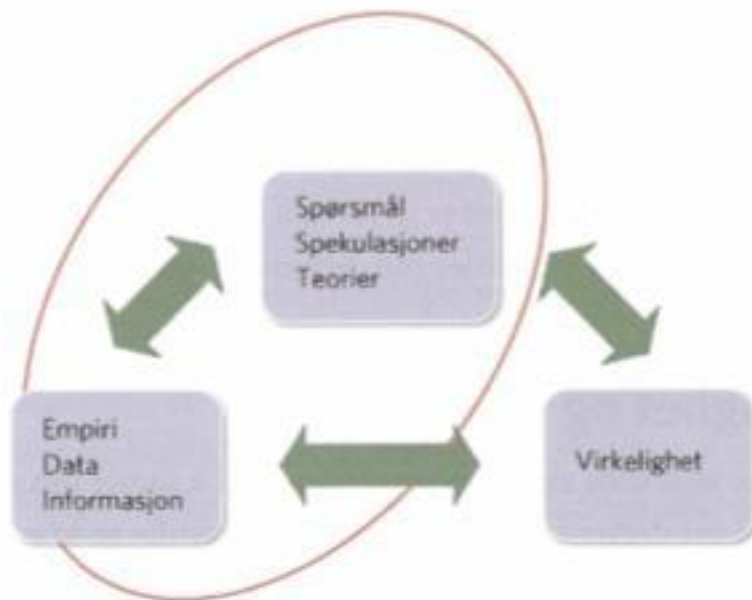 Spørsmål
Spekulasjoner
Teorier
Empiri
Data
Informasjon
Virkelighet